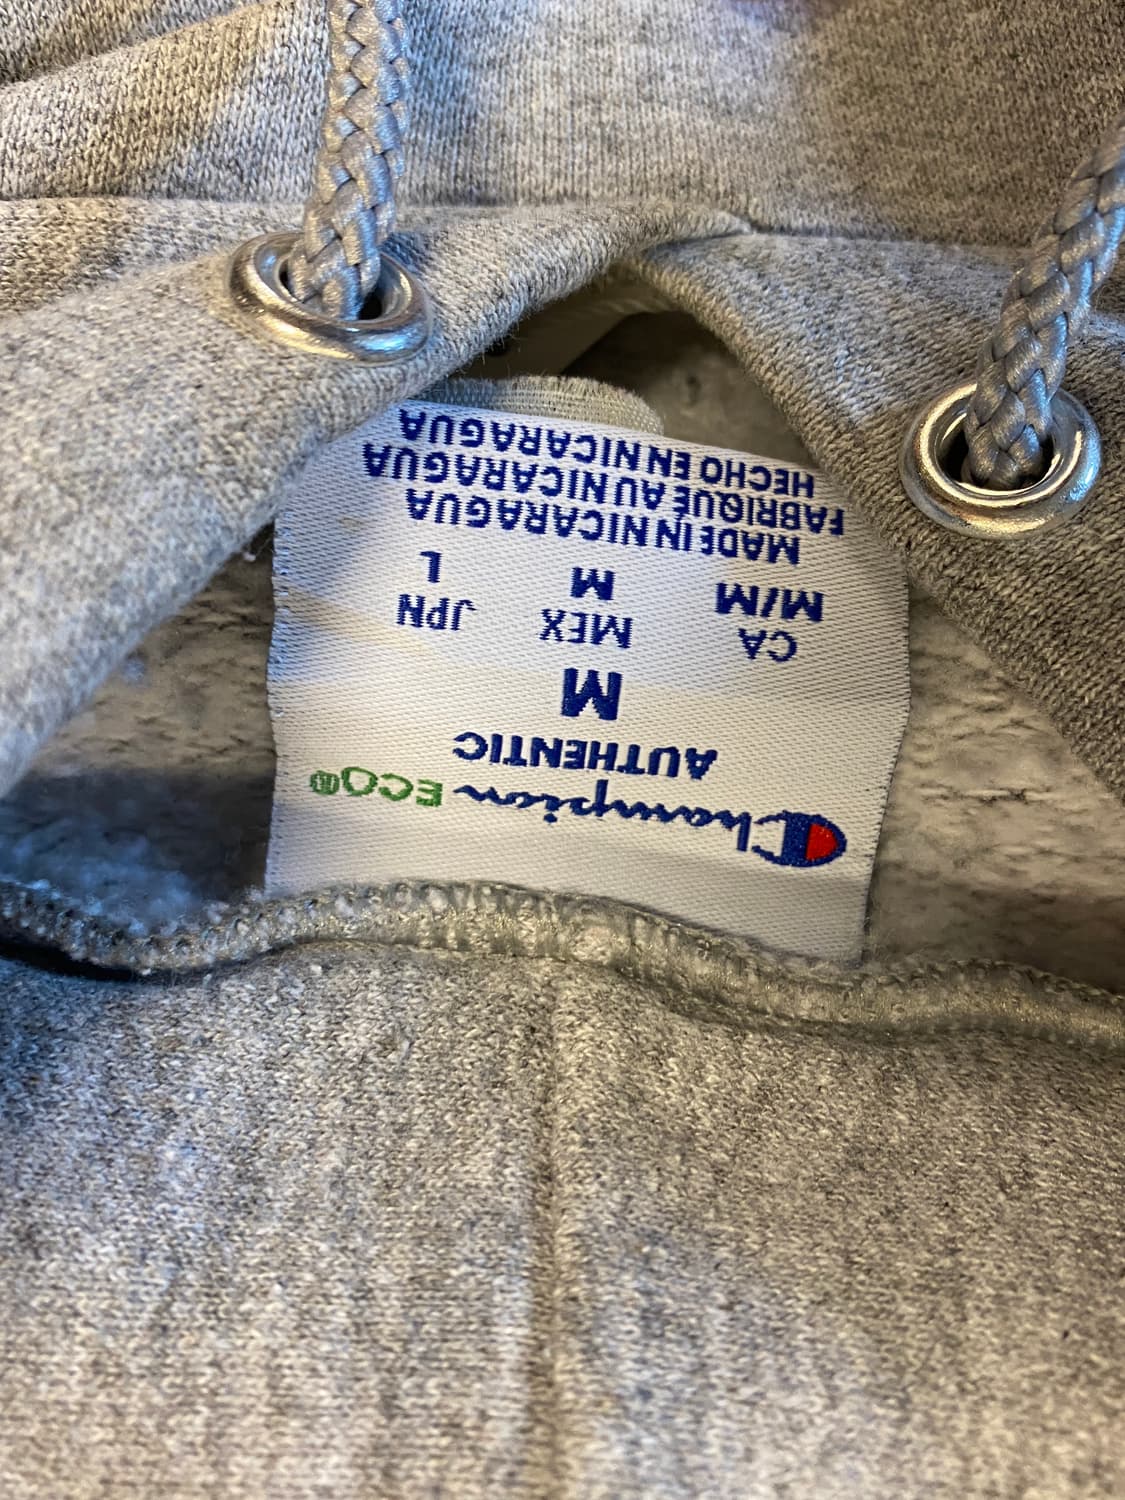 Champion ECO®
AUTHENTIC
M
CA MEX JPN
M/M M L
MADE IN NICARAGUA
FABRIQUÉ AU NICARAGUA
HECHO EN NICARAGUA